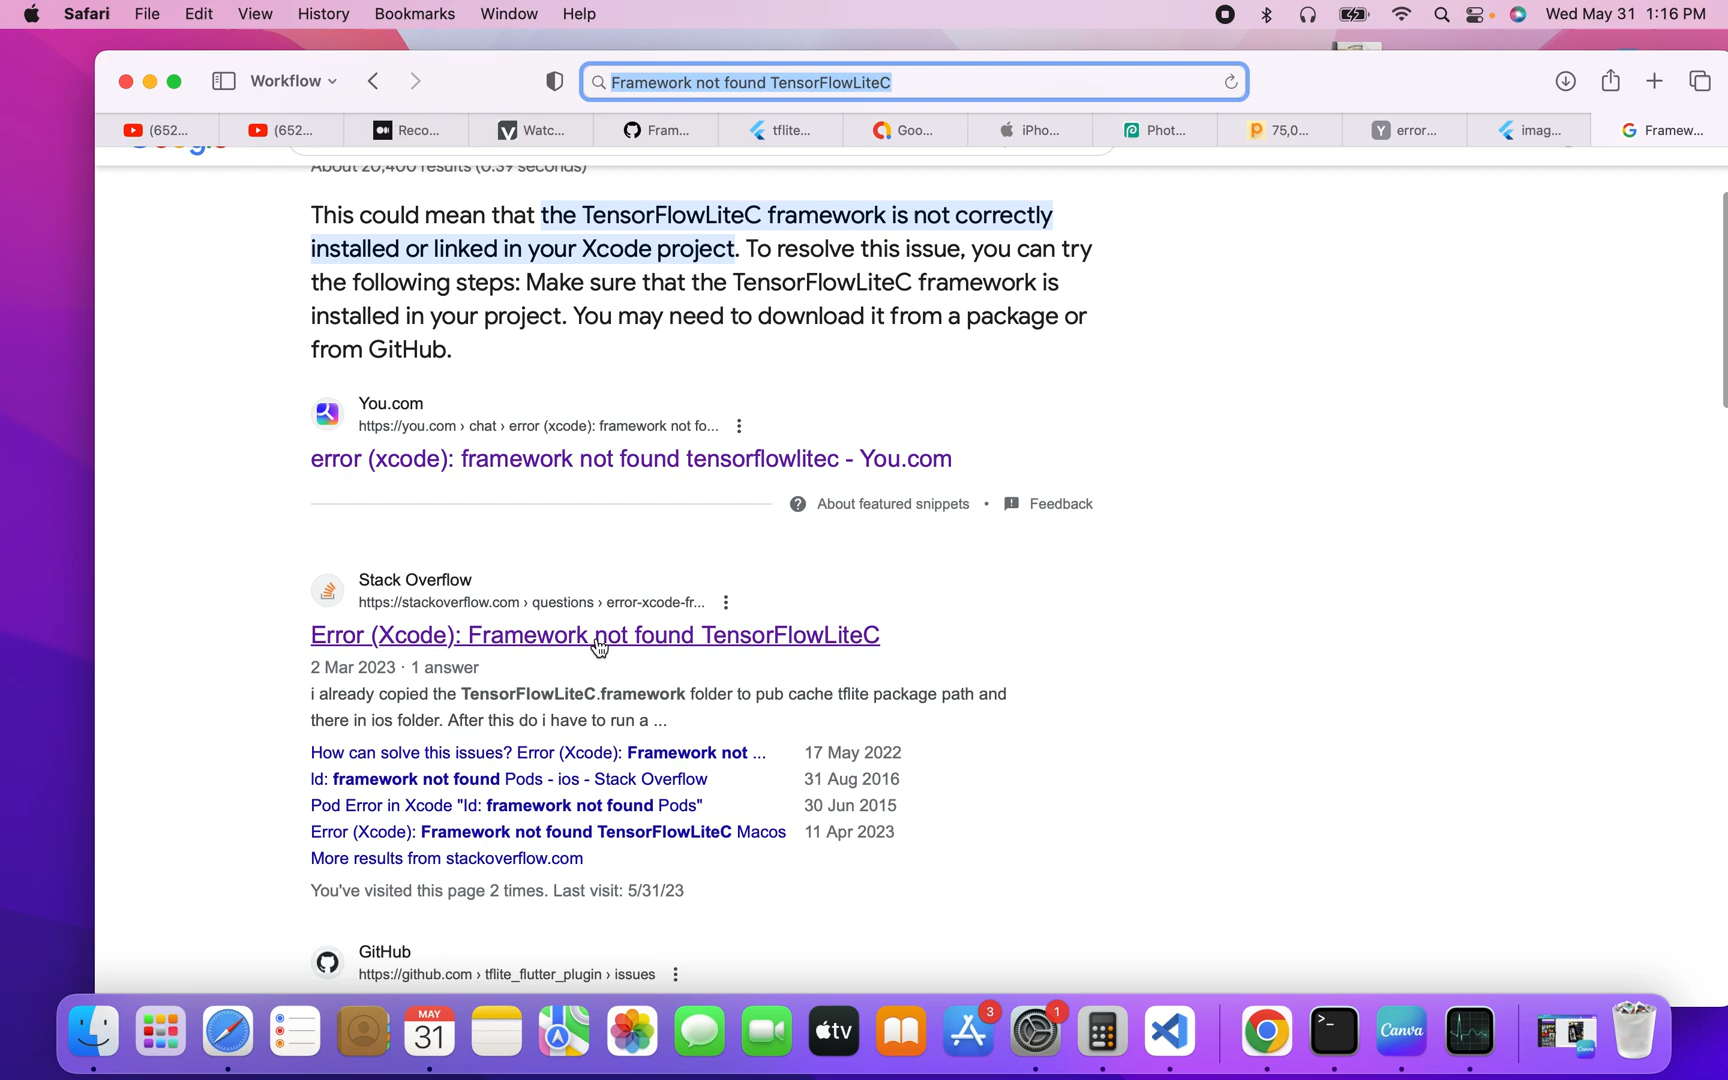 Safari File Edit View History Bookmarks Window Help Wed May 31 1:16 PM
Workflow Framework not found TensorFlowLiteC
(652... (652... Reco... Watc... Fram... tflite... Goo... iPho... Phot... 75,0... error... imag... Framew...
About 20,400 results (0.39 seconds)
This could mean that the TensorFlowLiteC framework is not correctly
installed or linked in your Xcode project. To resolve this issue, you can try
the following steps: Make sure that the TensorFlowLiteC framework is
installed in your project. You may need to download it from a package or
from GitHub.
You.com
https://you.com › chat › error (xcode): framework not fo...
error (xcode): framework not found tensorflowlitec - You.com
About featured snippets • Feedback
Stack Overflow
https://stackoverflow.com › questions › error-xcode-fr...
Error (Xcode): Framework not found TensorFlowLiteC
2 Mar 2023 · 1 answer
i already copied the TensorFlowLiteC.framework folder to pub cache tflite package path and
there in ios folder. After this do i have to run a ...
How can solve this issues? Error (Xcode): Framework not ... 17 May 2022
ld: framework not found Pods - ios - Stack Overflow 31 Aug 2016
Pod Error in Xcode "ld: framework not found Pods" 30 Jun 2015
Error (Xcode): Framework not found TensorFlowLiteC Macos 11 Apr 2023
More results from stackoverflow.com
You've visited this page 2 times. Last visit: 5/31/23
GitHub
https://github.com › tflite_flutter_plugin › issues
MAY
31
tv
3
1
Canva